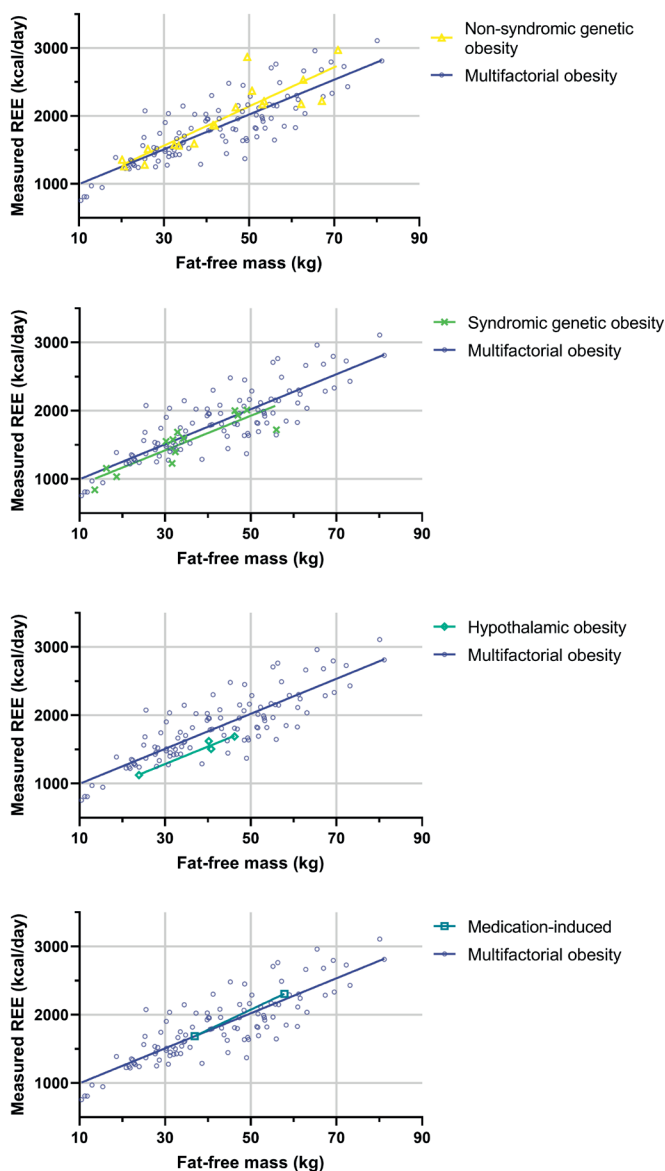 Measured REE (kcal/day)
3000
2000
1000
10
30
50
70
90
Fat-free mass (kg)
Non-syndromic genetic
obesity
Multifactorial obesity
Measured REE (kcal/day)
3000
2000
1000
10
30
50
70
90
Fat-free mass (kg)
Syndromic genetic obesity
Multifactorial obesity
Measured REE (kcal/day)
3000
2000
1000
10
30
50
70
90
Fat-free mass (kg)
Hypothalamic obesity
Multifactorial obesity
Measured REE (kcal/day)
3000
2000
1000
10
30
50
70
90
Fat-free mass (kg)
Medication-induced
Multifactorial obesity